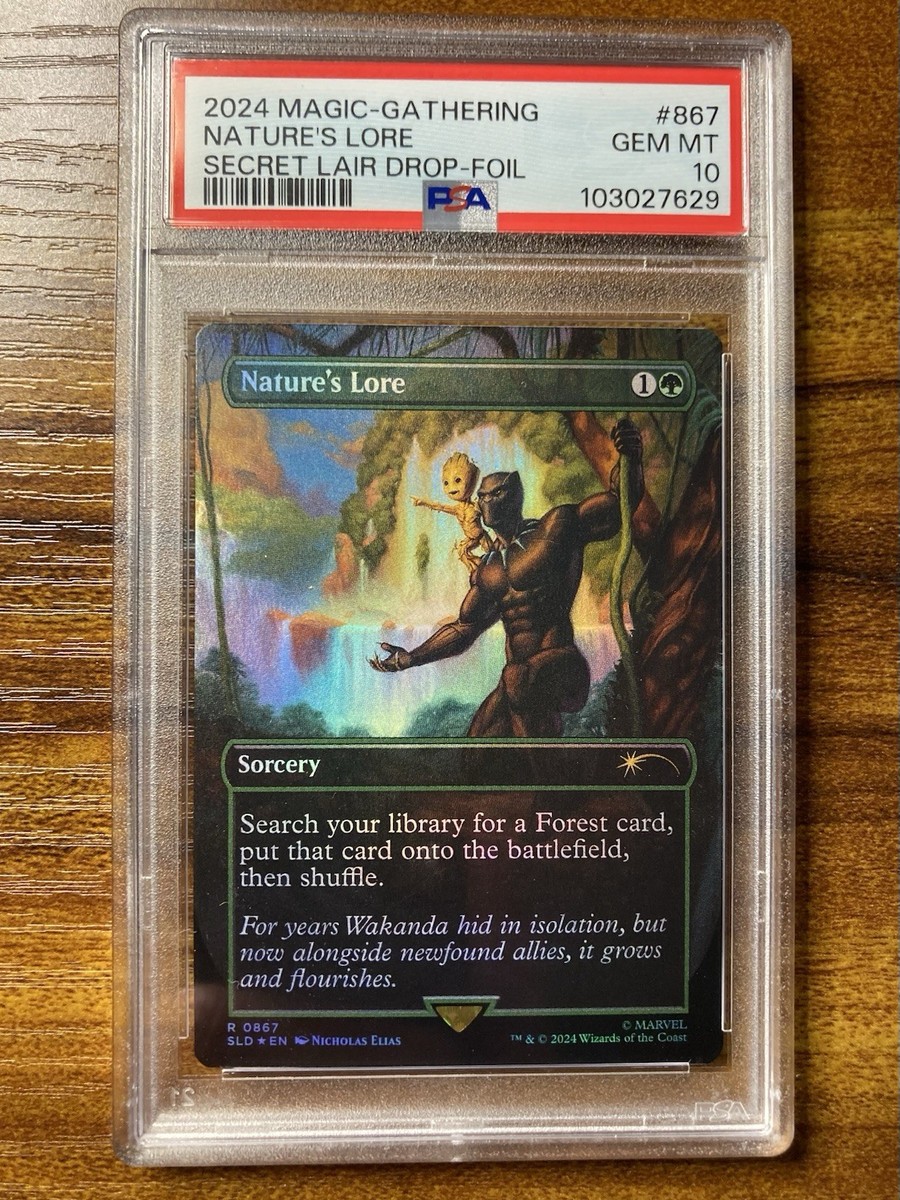 2024 MAGIC-GATHERING #867
NATURE'S LORE GEM MT
SECRET LAIR DROP-FOIL 10
PSA 103027629
Nature's Lore 1
Sorcery
Search your library for a Forest card,
put that card onto the battlefield,
then shuffle.
For years Wakanda hid in isolation, but
now alongside newfound allies, it grows
and flourishes.
R 0867 © MARVEL
SLD★EN Nicholas Elias ™ & © 2024 Wizards of the Coast
PSA